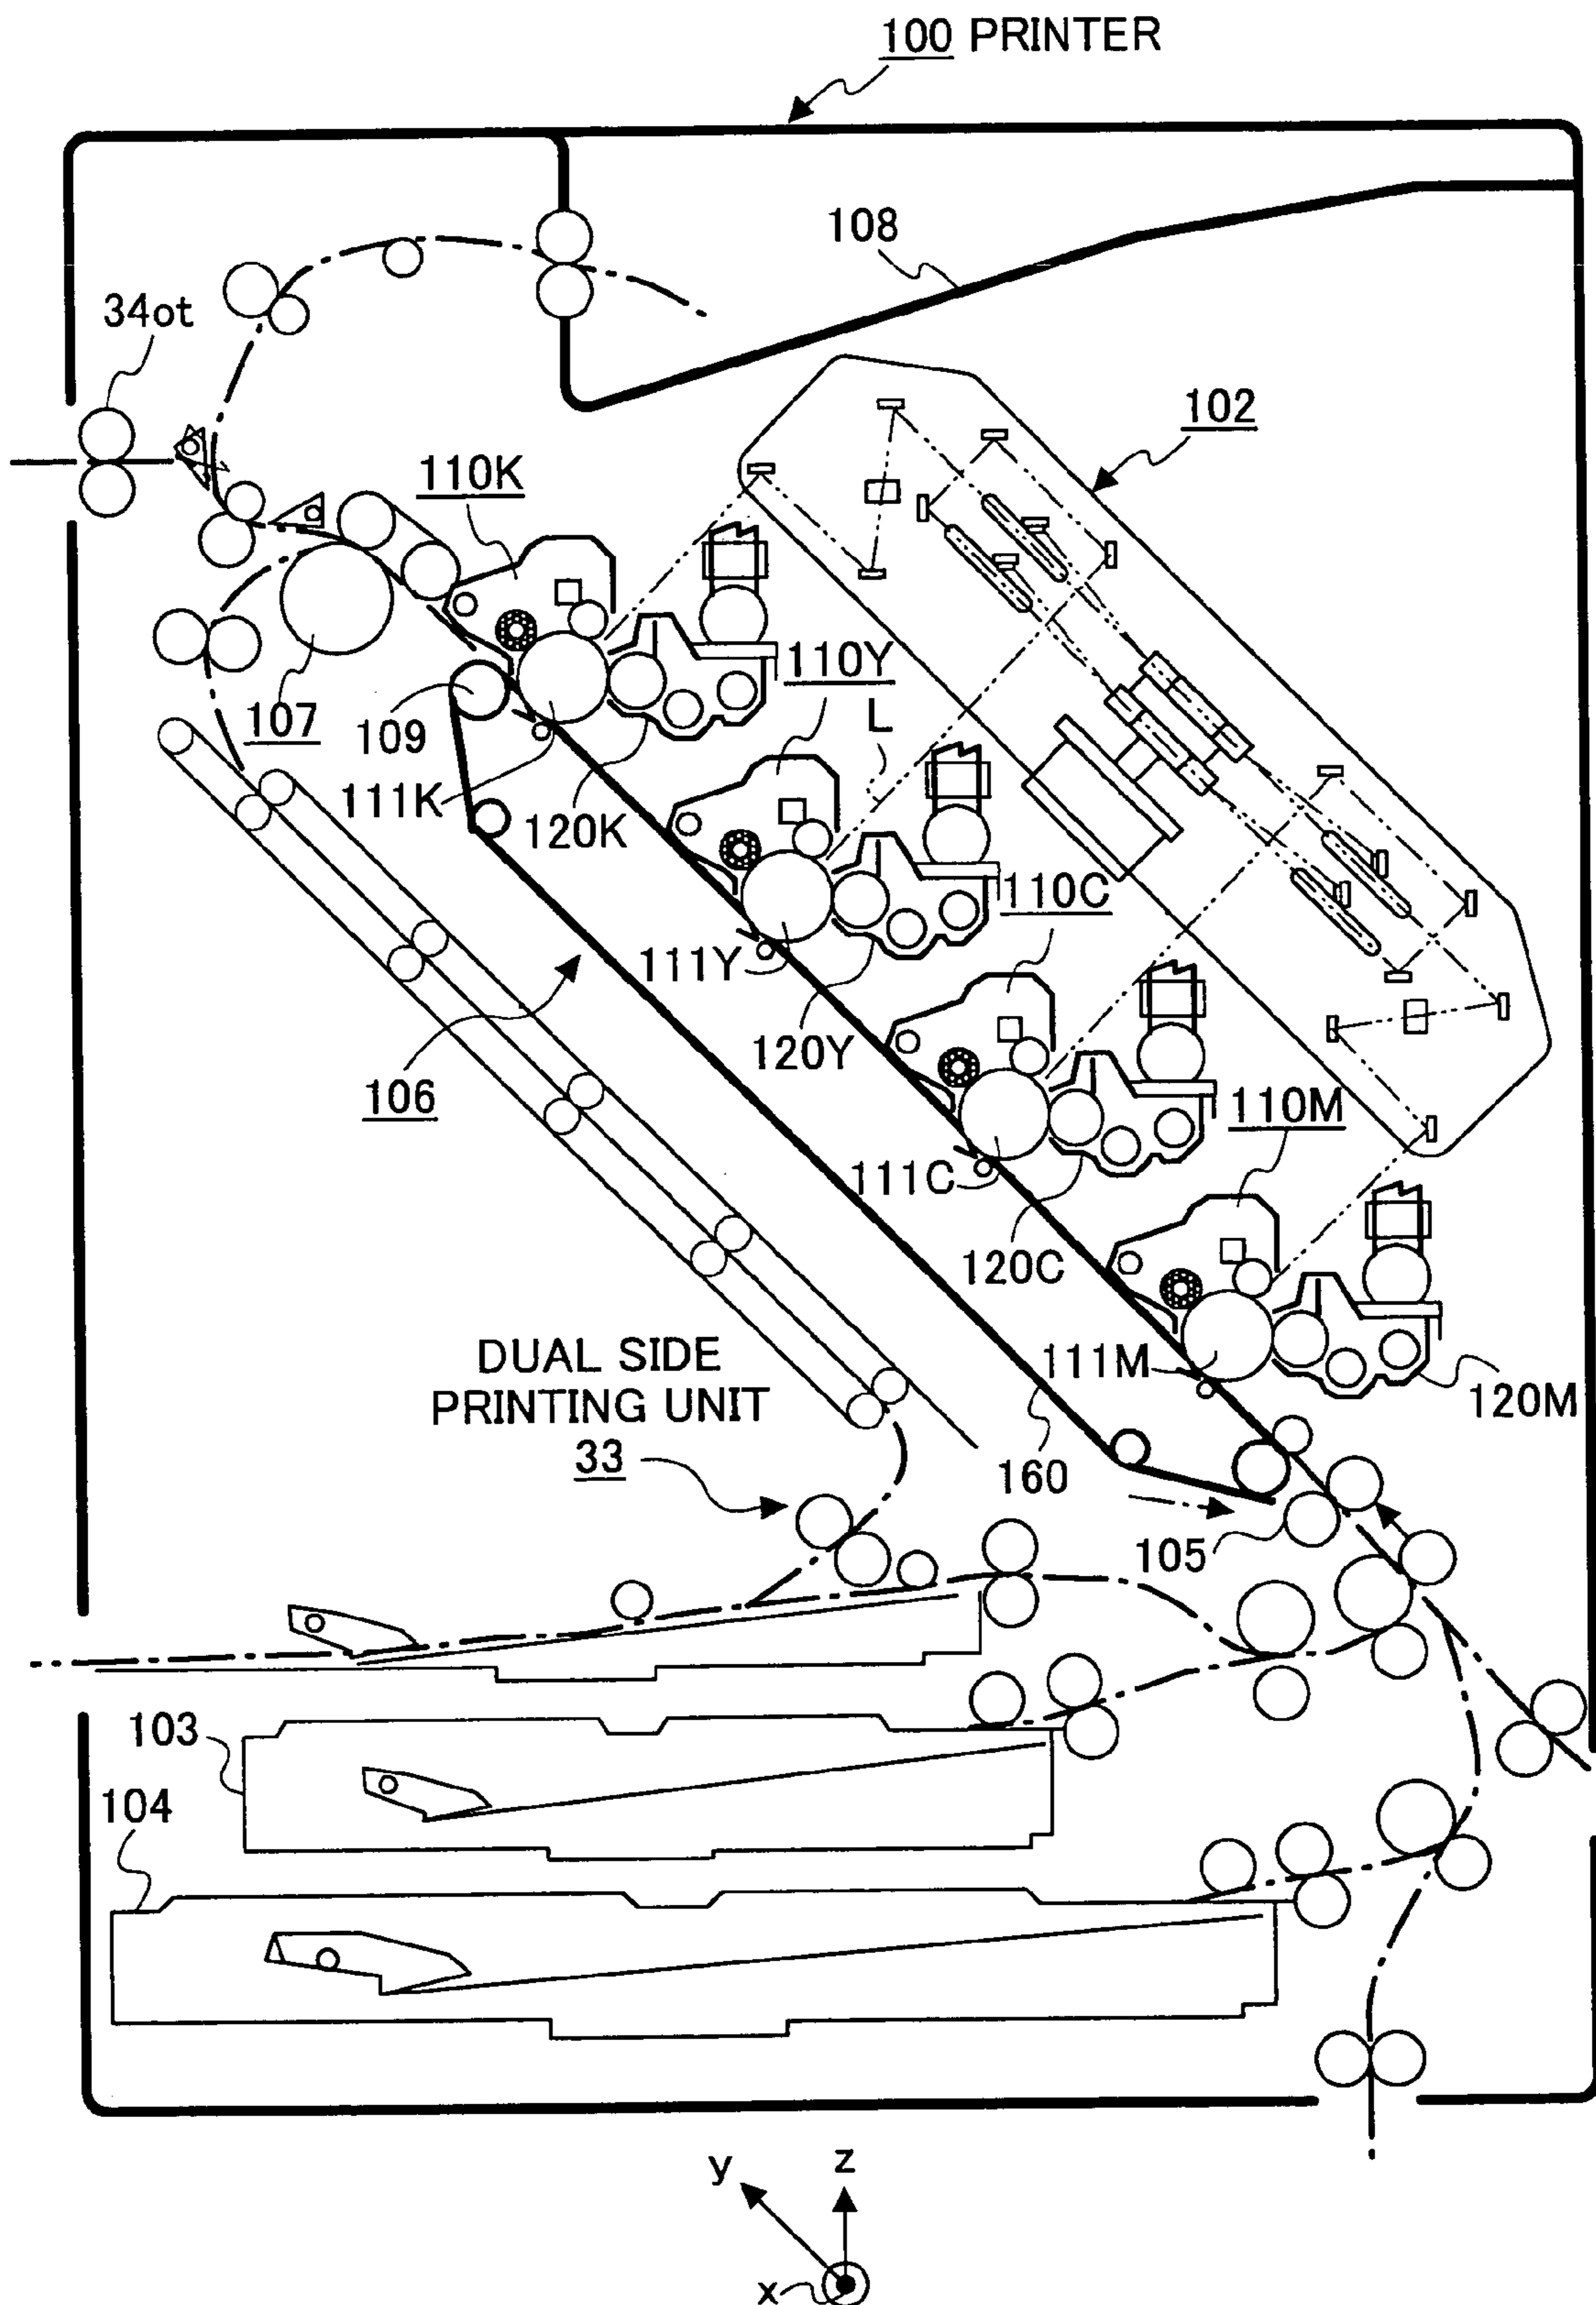 100 PRINTER
108
34ot
102
110K
110Y
107
109
L
111K
120K
110C
111Y
120Y
106
110M
111C
120C
DUAL SIDE
PRINTING UNIT
33
111M
120M
160
105
103
104
y
z
x